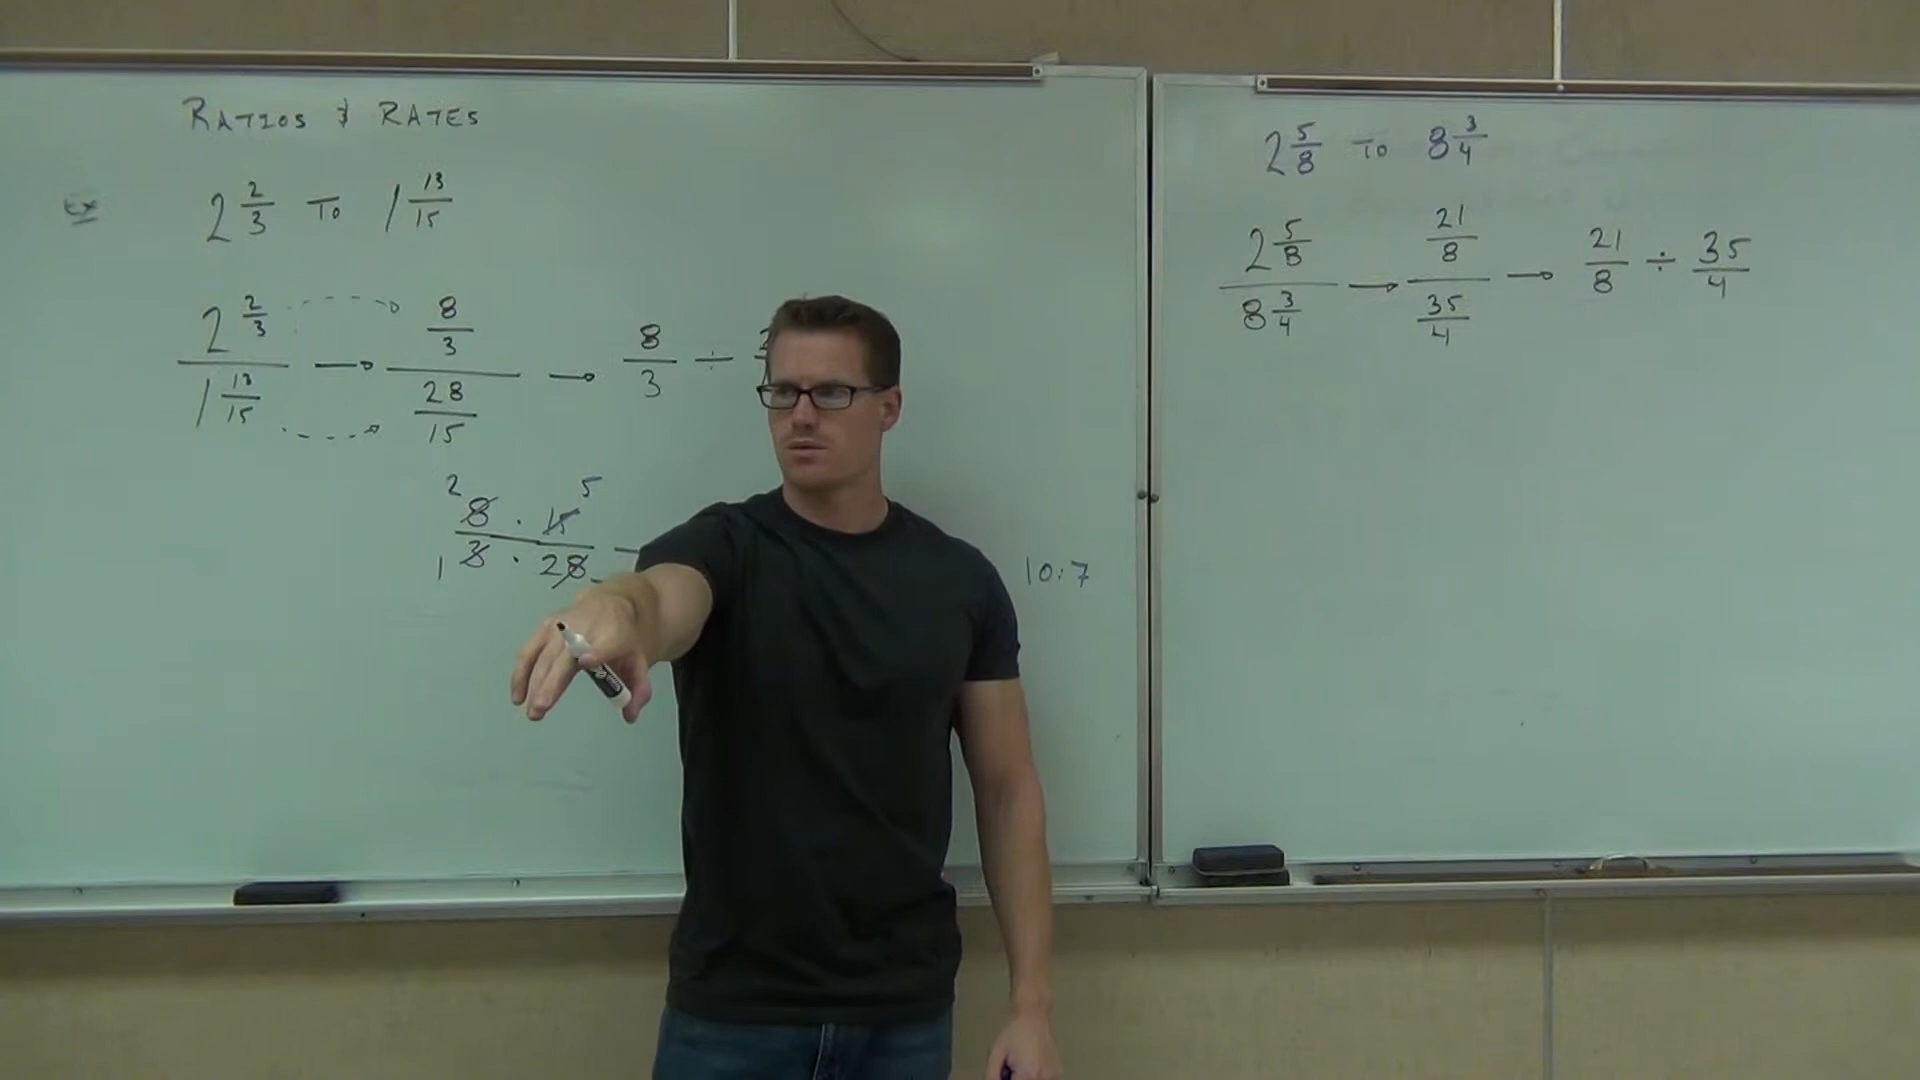 RATIOS & RATES
Ex 2 2/3 TO 1 13/15
2 2/3 / 1 13/15 → 8/3 / 28/15 → 8/3 ÷
2 5
8 · 15 / 3 · 28
1
10:7
2 5/8 TO 8 3/4
2 5/8 / 8 3/4 → 21/8 / 35/4 → 21/8 ÷ 35/4